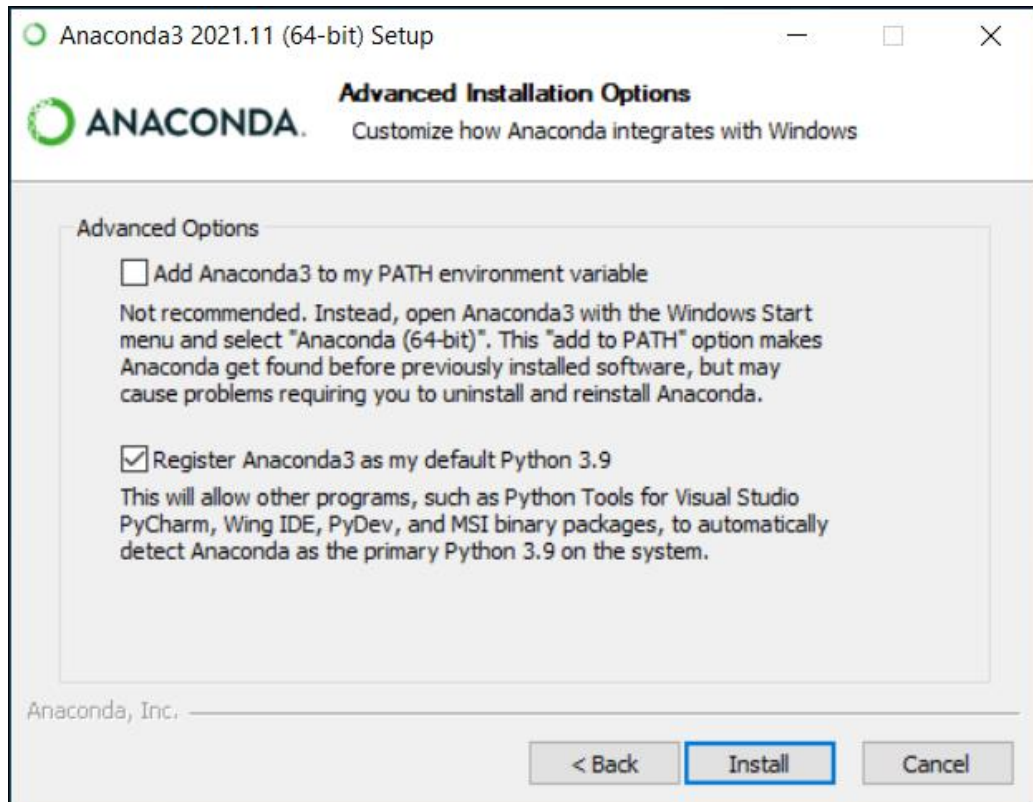 Anaconda3 2021.11 (64-bit) Setup
ANACONDA.
Advanced Installation Options
Customize how Anaconda integrates with Windows
Advanced Options
Add Anaconda3 to my PATH environment variable
Not recommended. Instead, open Anaconda3 with the Windows Start
menu and select "Anaconda (64-bit)". This "add to PATH" option makes
Anaconda get found before previously installed software, but may
cause problems requiring you to uninstall and reinstall Anaconda.
Register Anaconda3 as my default Python 3.9
This will allow other programs, such as Python Tools for Visual Studio
PyCharm, Wing IDE, PyDev, and MSI binary packages, to automatically
detect Anaconda as the primary Python 3.9 on the system.
Anaconda, Inc.
< Back
Install
Cancel